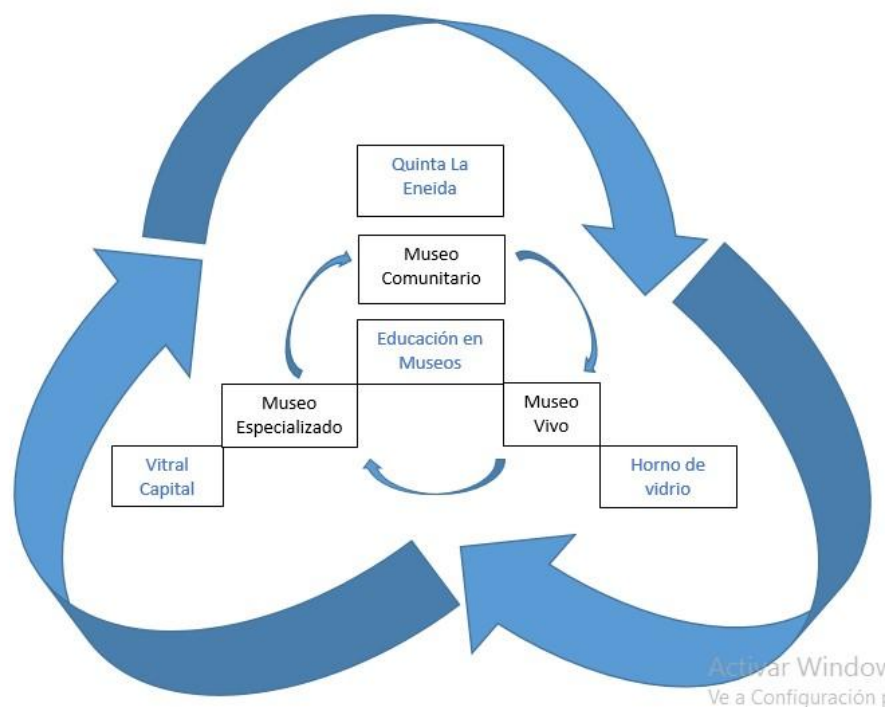 Quinta La
Eneida
Museo
Comunitario
Educación en
Museos
Museo
Especializado
Museo
Vivo
Vitral
Capital
Horno de
vidrio
Activar Window
Ve a Configuración p